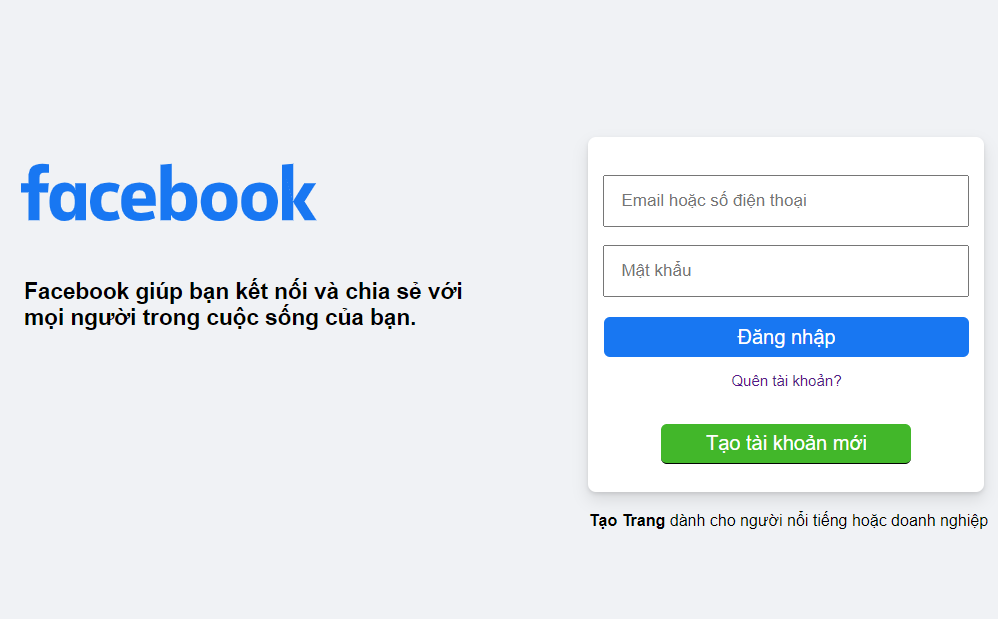 facebook
Facebook giúp bạn kết nối và chia sẻ với
mọi người trong cuộc sống của bạn.
Email hoặc số điện thoại
Mật khẩu
Đăng nhập
Quên tài khoản?
Tạo tài khoản mới
Tạo Trang dành cho người nổi tiếng hoặc doanh nghiệp